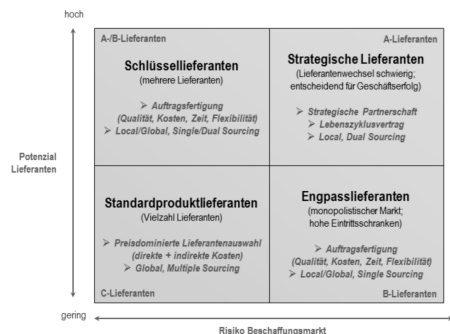 hoch
A-/B-Lieferanten
Schlüssellieferanten
(mehrere Lieferanten)
➢ Auftragsfertigung
(Qualität, Kosten, Zeit, Flexibilität)
➢ Local/Global, Single/Dual Sourcing
A-Lieferanten
Strategische Lieferanten
(Lieferantenwechsel schwierig;
entscheidend für Geschäftserfolg)
➢ Strategische Partnerschaft
➢ Lebenszyklusvertrag
➢ Local, Dual Sourcing
Potenzial
Lieferanten
Standardproduktlieferanten
(Vielzahl Lieferanten)
➢ Preisdominierte Lieferantenauswahl
(direkte + indirekte Kosten)
➢ Global, Multiple Sourcing
C-Lieferanten
Engpasslieferanten
(monopolistischer Markt;
hohe Eintrittsschranken)
➢ Auftragsfertigung
(Qualität, Kosten, Zeit, Flexibilität)
➢ Local/Global, Single Sourcing
B-Lieferanten
gering
Risiko Beschaffungsmarkt